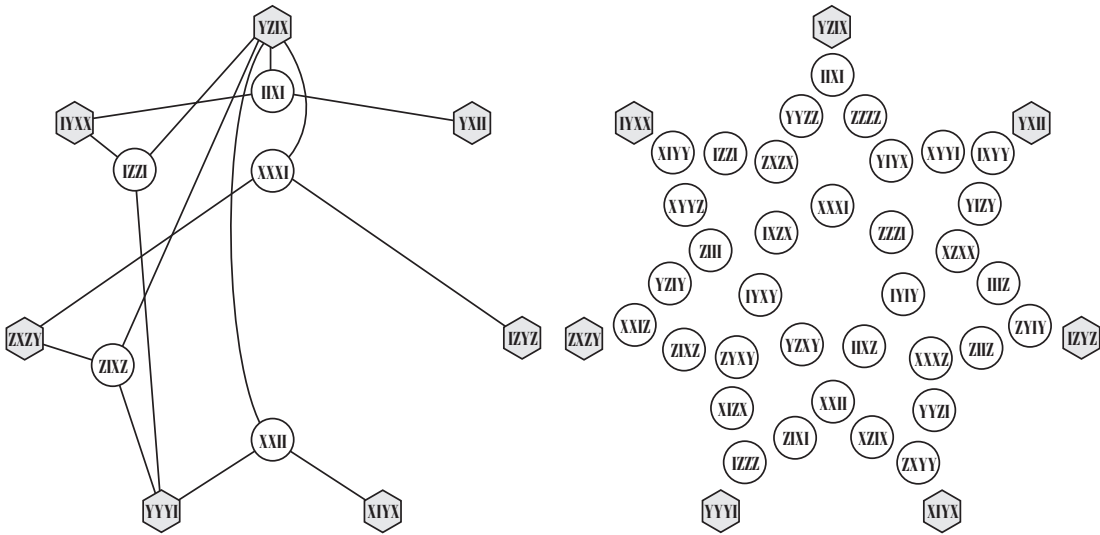 YZIX
IIXI
IYXX
YXII
IZZI
XXXI
ZXZY
IZYZ
ZIXZ
XXII
YYYI
XIYX
YZIX
IIXI
YYZZ
ZZZZ
IYXX
YXII
XIYY
IZZI
ZXZX
YIYX
XYYI
IXYY
XYYZ
XXXI
YIZY
IXZX
ZZZI
ZIII
XZXX
YZIY
IYXY
IYIY
IIIZ
XXIZ
ZYIY
ZXZY
IZYZ
ZIXZ
ZYXY
YZXY
IIXZ
XXXZ
ZIIZ
XIZX
XXII
YYZI
ZIXI
XZIX
IZZZ
ZXYY
YYYI
XIYX